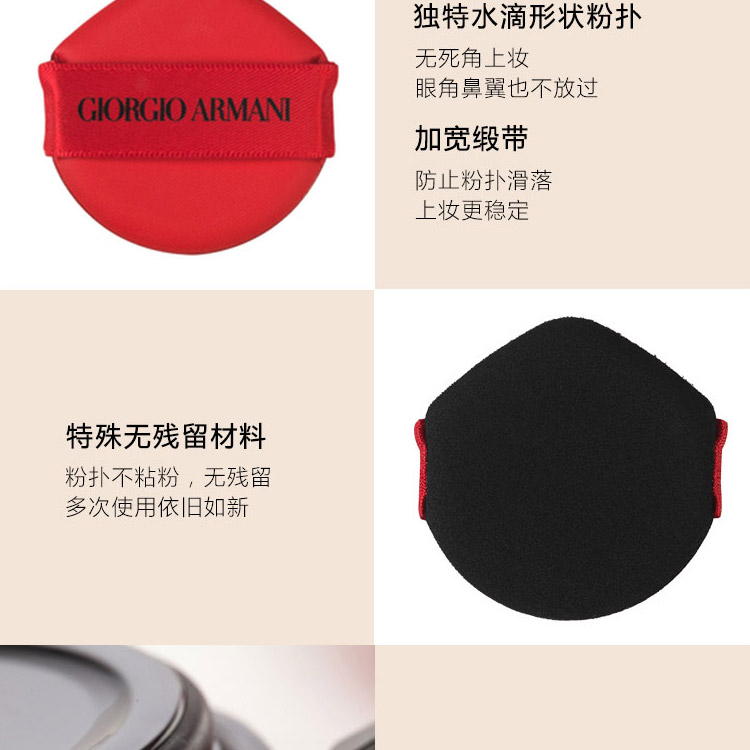 独特水滴形状粉扑
无死角上妆
眼角鼻翼也不放过
GIORGIO ARMANI
加宽缎带
防止粉扑滑落
上妆更稳定
特殊无残留材料
粉扑不粘粉，无残留
多次使用依旧如新